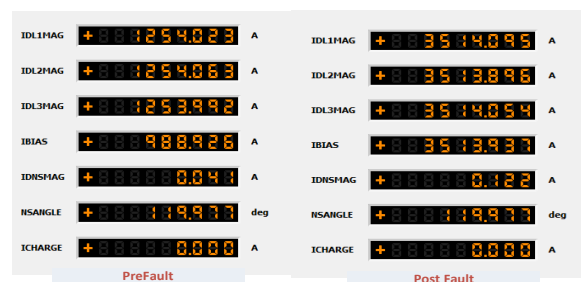 IDL1MAG + 1254.023 A
IDL2MAG + 1254.063 A
IDL3MAG + 1253.992 A
IBIAS + 988.926 A
IDNSMAG + 0.041 A
NSANGLE + 119.977 deg
ICHARGE + 0.000 A
PreFault
IDL1MAG + 3514.095 A
IDL2MAG + 3513.896 A
IDL3MAG + 3514.054 A
IBIAS + 3513.937 A
IDNSMAG + 0.122 A
NSANGLE + 119.977 deg
ICHARGE + 0.000 A
Post Fault